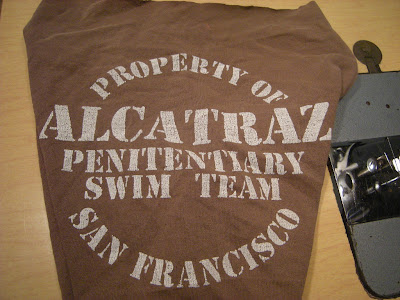 PROPERTY OF
ALCATRAZ
PENITENTIARY
SWIM TEAM
SAN FRANCISCO